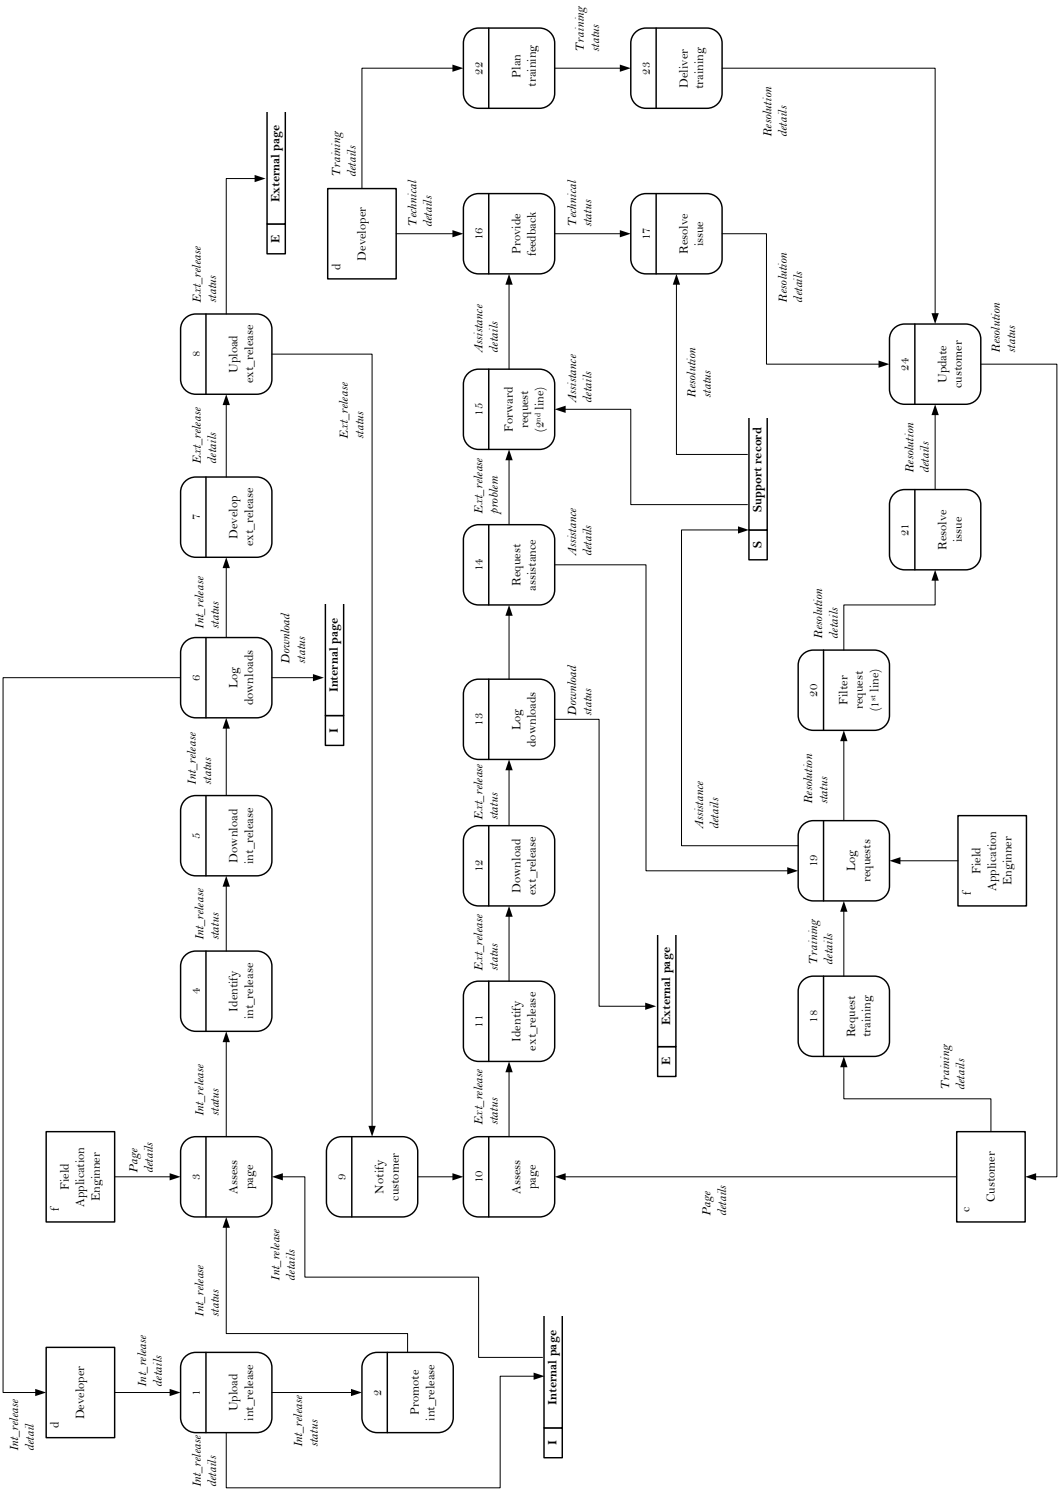 Int_release
detail
d
Developer
Int_release
details
1
Upload
int_release
Int_release
details
Int_release
status
2
Promote
int_release
I
Internal page
Int_release
status
Int_release
details
f
Field
Application
Enginner
Page
details
3
Assess
page
Int_release
status
4
Identify
int_release
Int_release
status
5
Download
int_release
Int_release
status
6
Log
downloads
Download
status
I
Internal page
Int_release
status
7
Develop
ext_release
Ext_release
details
8
Upload
ext_release
Ext_release
status
E
External page
Ext_release
status
9
Notify
customer
10
Assess
page
Page
details
Ext_release
status
11
Identify
ext_release
Ext_release
status
12
Download
ext_release
Ext_release
status
13
Log
downloads
Download
status
E
External page
14
Request
assistance
Assistance
details
Ext_release
problem
15
Forward
request
(2nd line)
Assistance
details
Assistance
details
16
Provide
feedback
d
Developer
Technical
details
Training
details
Technical
status
17
Resolve
issue
Resolution
status
Resolution
details
22
Plan
training
Training
status
23
Deliver
training
Resolution
details
S
Support record
Assistance
details
c
Customer
Training
details
18
Request
training
Training
details
19
Log
requests
f
Field
Application
Enginner
Resolution
status
20
Filter
request
(1st line)
Resolution
details
21
Resolve
issue
Resolution
details
24
Update
customer
Resolution
status